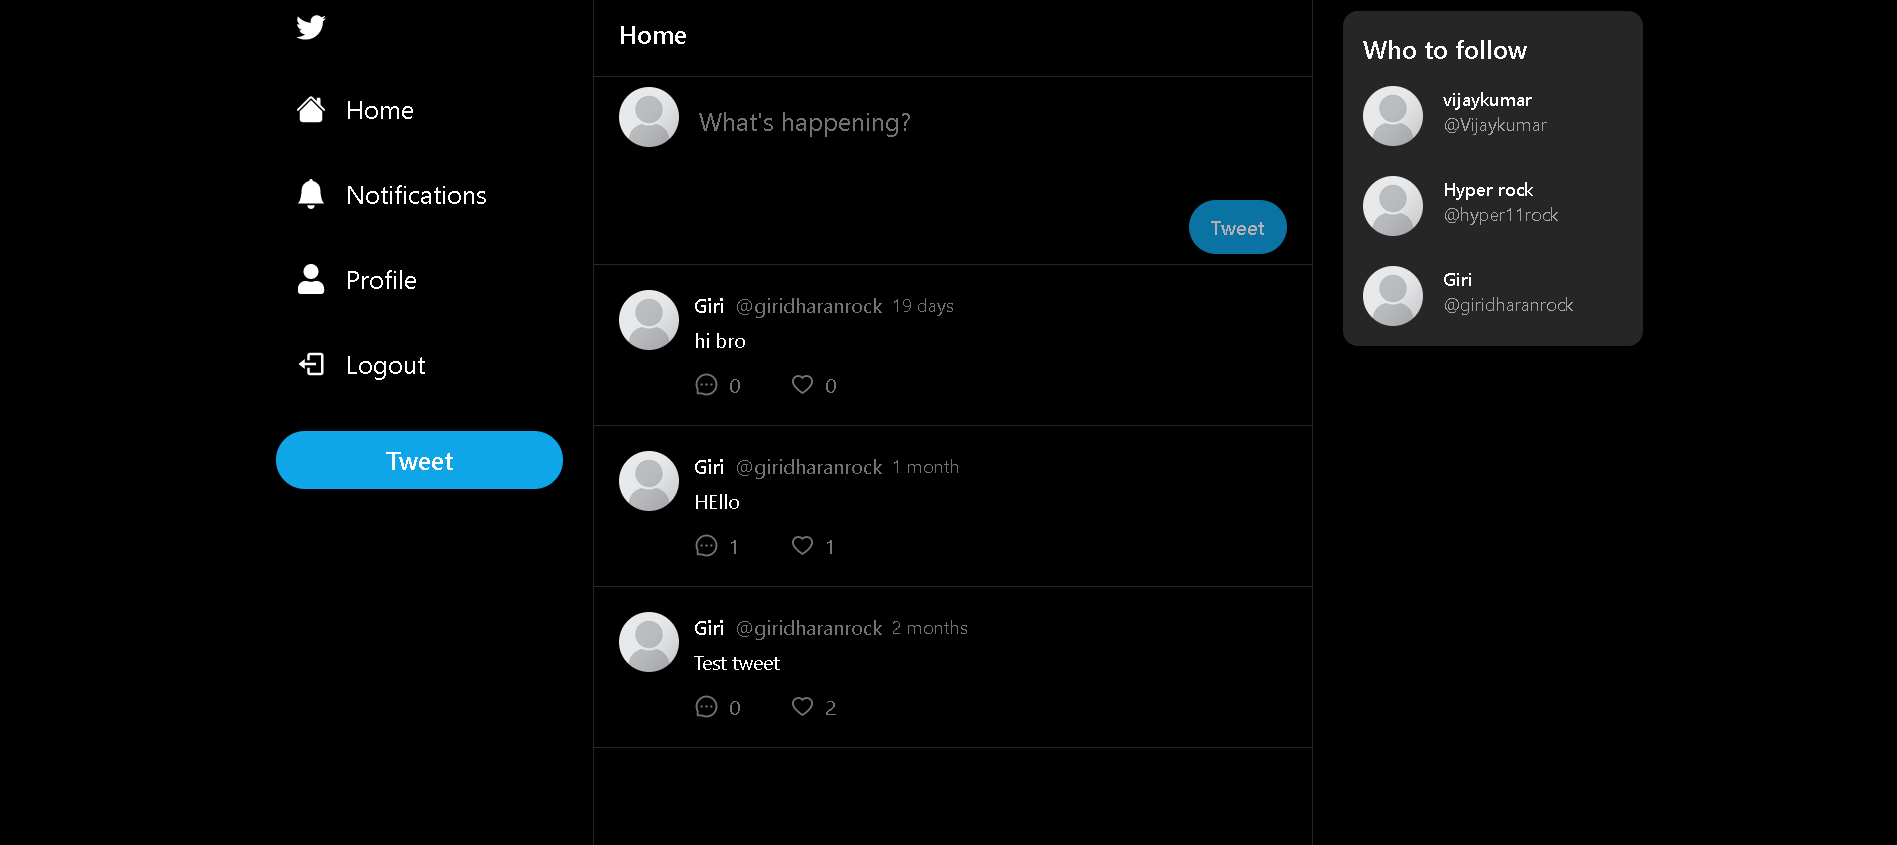 Home
Notifications
Profile
Logout
Tweet
Home
What's happening?
Tweet
Giri @giridharanrock 19 days
hi bro
0 0
Giri @giridharanrock 1 month
HEllo
1 1
Giri @giridharanrock 2 months
Test tweet
0 2
Who to follow
vijaykumar
@Vijaykumar
Hyper rock
@hyper11rock
Giri
@giridharanrock